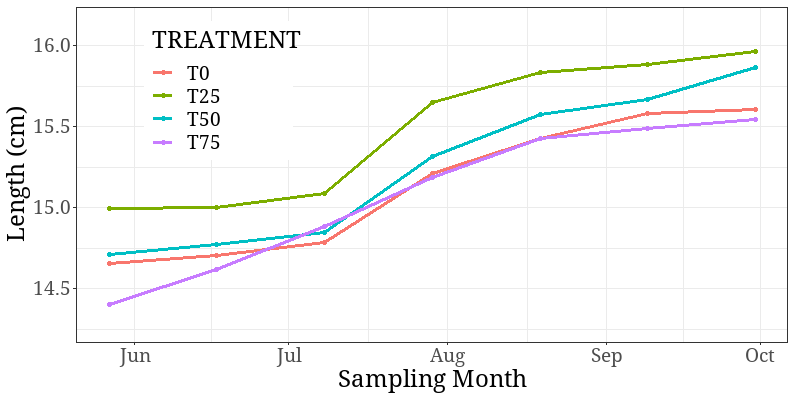 TREATMENT
T0
T25
T50
T75
16.0
15.5
15.0
14.5
Length (cm)
Jun Jul Aug Sep Oct
Sampling Month